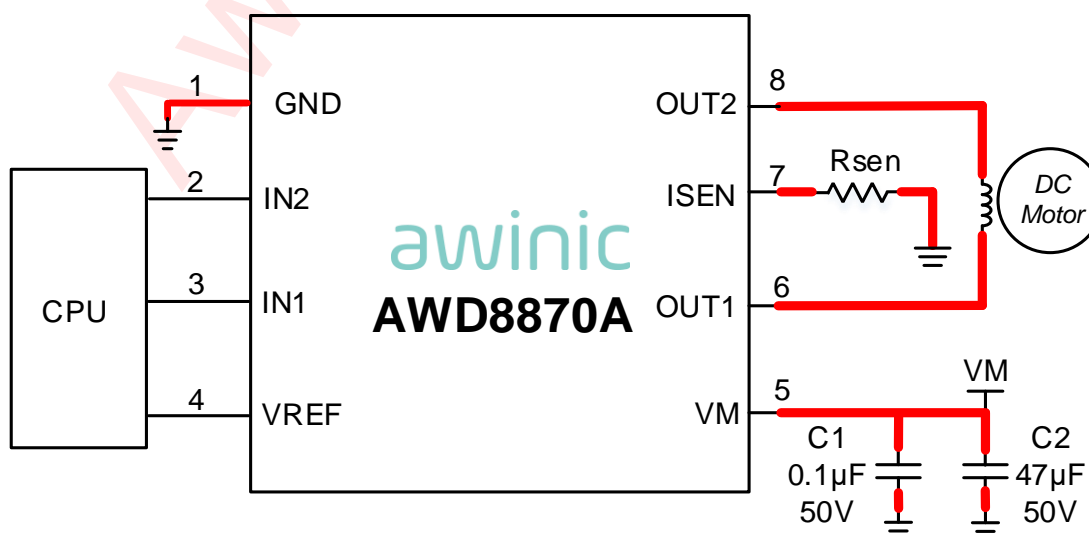 Aw
1
GND
OUT2
8
2
IN2
ISEN
7
Rsen
DC
Motor
awinic
AWD8870A
CPU
3
IN1
OUT1
6
4
VREF
VM
5
VM
C1
0.1µF
50V
C2
47µF
50V